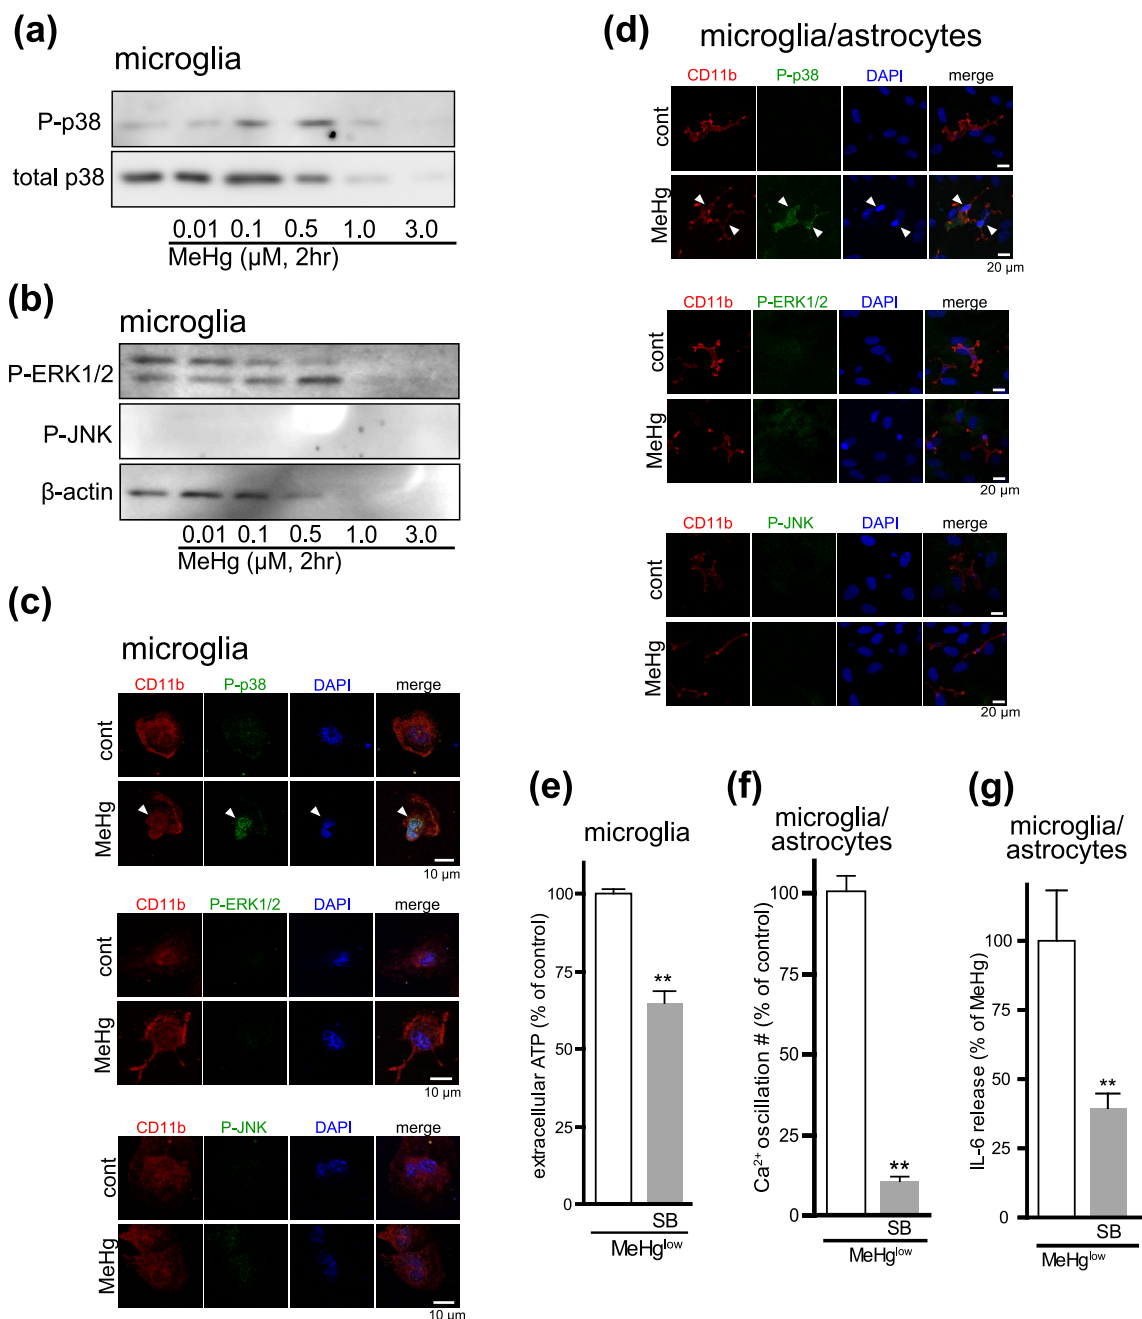 (a)
microglia
P-p38
total p38
0.01 0.1 0.5 1.0 3.0
MeHg (µM, 2hr)
(b)
microglia
P-ERK1/2
P-JNK
β-actin
0.01 0.1 0.5 1.0 3.0
MeHg (µM, 2hr)
(c)
microglia
CD11b P-p38 DAPI merge
cont
MeHg
10 µm
CD11b P-ERK1/2 DAPI merge
cont
MeHg
10 µm
CD11b P-JNK DAPI merge
cont
MeHg
10 µm
(d)
microglia/astrocytes
CD11b P-p38 DAPI merge
cont
MeHg
20 µm
CD11b P-ERK1/2 DAPI merge
cont
MeHg
20 µm
CD11b P-JNK DAPI merge
cont
MeHg
20 µm
(e)
microglia
extracellular ATP (% of control)
100
75
50
25
0
**
SB
MeHg^low
(f)
microglia/
astrocytes
Ca²⁺ oscillation # (% of control)
100
75
50
25
0
**
SB
MeHg^low
(g)
microglia/
astrocytes
IL-6 release (% of MeHg)
100
75
50
25
0
**
SB
MeHg^low